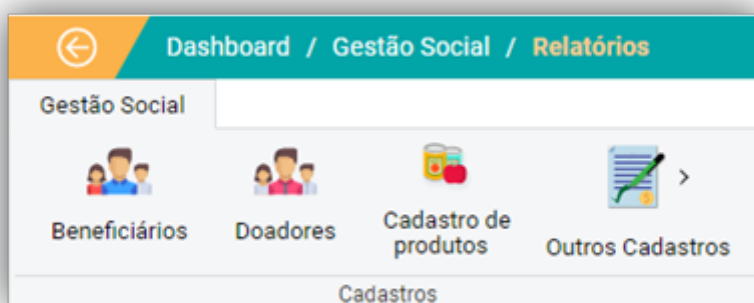 Dashboard / Gestão Social / Relatórios
Gestão Social
Beneficiários
Doadores
Cadastro de
produtos
Outros Cadastros
Cadastros